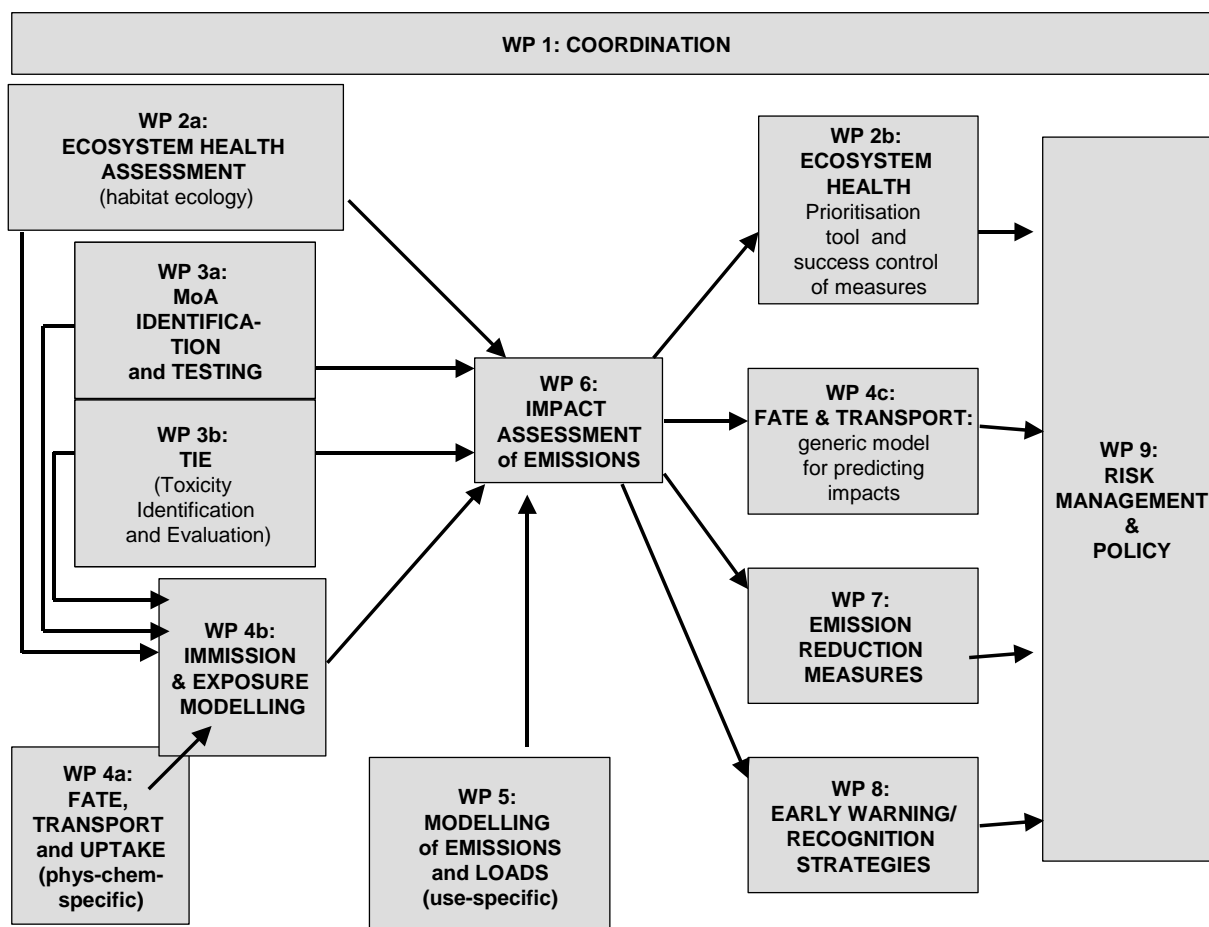 WP 1: COORDINATION
WP 2a:
ECOSYSTEM HEALTH
ASSESSMENT
(habitat ecology)
WP 3a:
MoA
IDENTIFICA-
TION
and TESTING
WP 3b:
TIE
(Toxicity
Identification
and Evaluation)
WP 4b:
IMMISSION
& EXPOSURE
MODELLING
WP 4a:
FATE,
TRANSPORT
and UPTAKE
(phys-chem-
specific)
WP 5:
MODELLING
of EMISSIONS
and LOADS
(use-specific)
WP 6:
IMPACT
ASSESSMENT
of EMISSIONS
WP 2b:
ECOSYSTEM
HEALTH
Prioritisation
tool and
success control
of measures
WP 4c:
FATE & TRANSPORT:
generic model
for predicting
impacts
WP 7:
EMISSION
REDUCTION
MEASURES
WP 8:
EARLY WARNING/
RECOGNITION
STRATEGIES
WP 9:
RISK
MANAGEMENT
&
POLICY